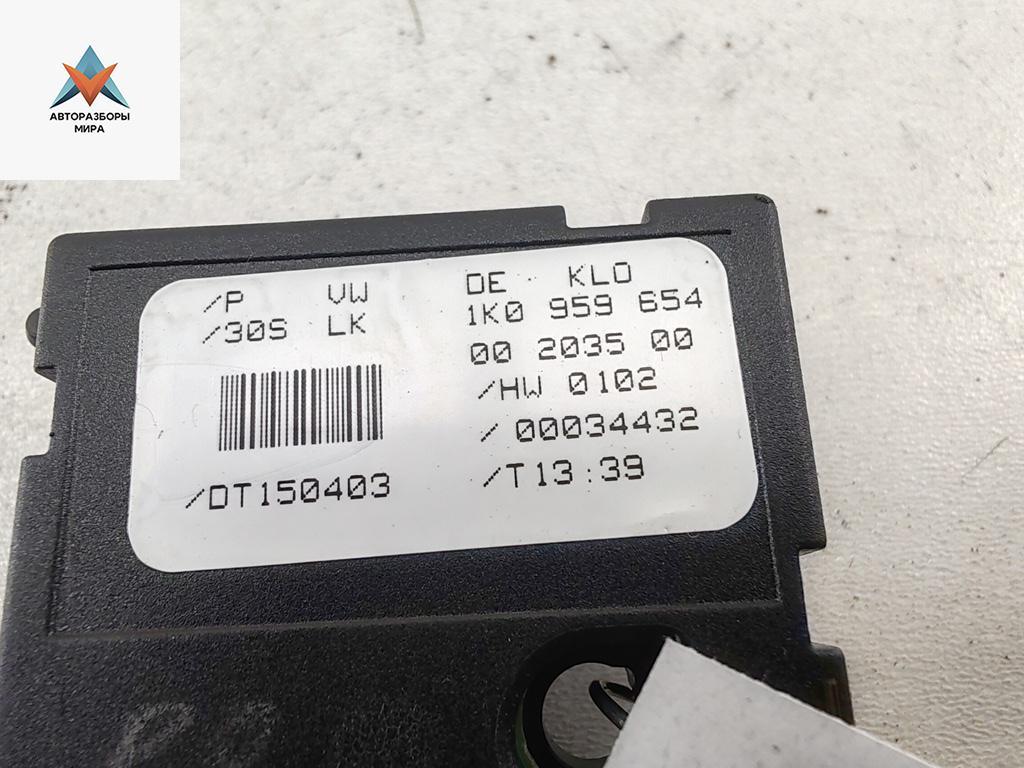 АВТОРАЗБОРЫ
МИРА
/P VW DE KLO
/30S LK 1K0 959 654
00 2035 00
/HW 0102
/ 00034432
/DT150403 /T13:39